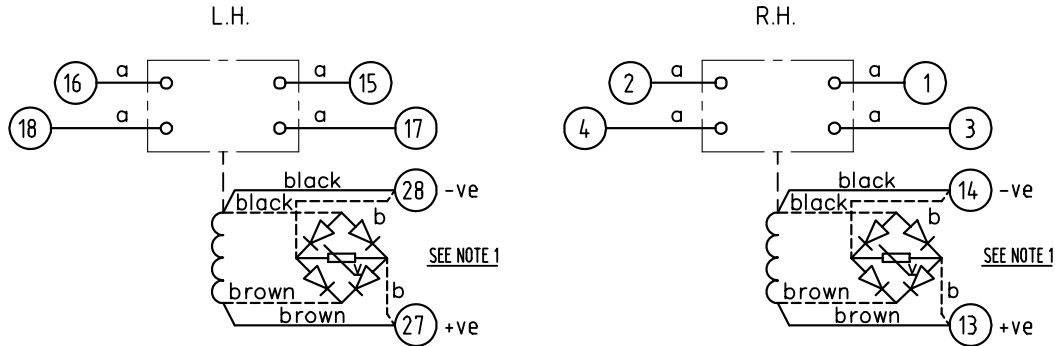 L.H.
R.H.
16 a a 15
2 a a 1
18 a a 17
4 a a 3
black 28 -ve
black 14 -ve
black b
black b
SEE NOTE 1
SEE NOTE 1
V
V
brown b
brown b
brown 27 +ve
brown 13 +ve